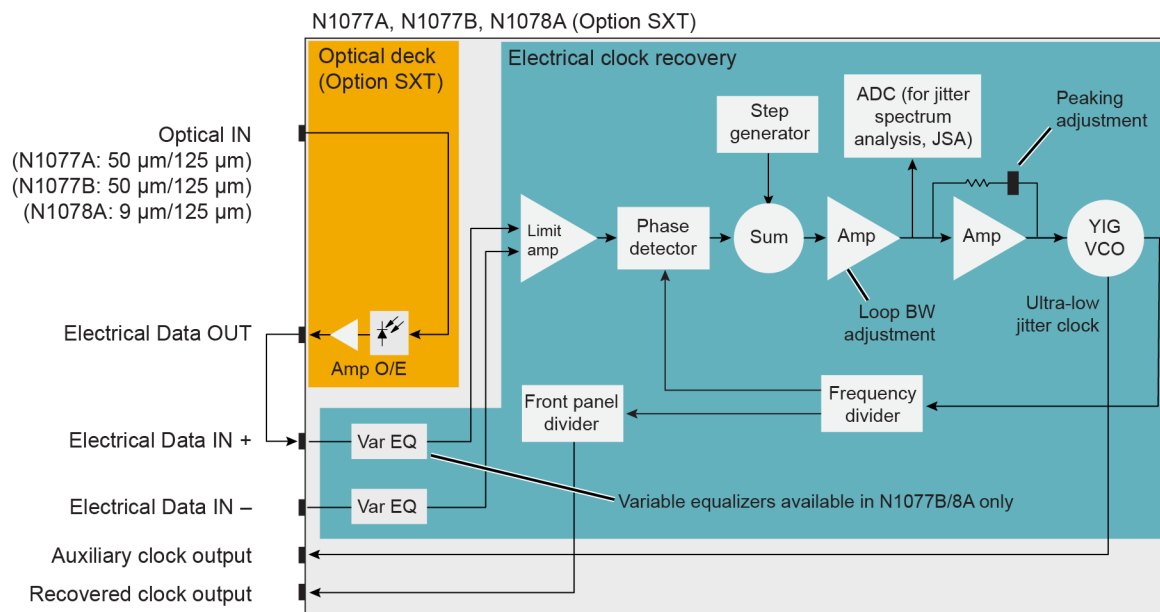 N1077A, N1077B, N1078A (Option SXT)
Optical deck
(Option SXT)
Electrical clock recovery
Optical IN
(N1077A: 50 µm/125 µm)
(N1077B: 50 µm/125 µm)
(N1078A: 9 µm/125 µm)
Step
generator
ADC (for jitter
spectrum
analysis, JSA)
Peaking
adjustment
Limit
amp
Phase
detector
Sum
Amp
Amp
YIG
VCO
Loop BW
adjustment
Ultra-low
jitter clock
Electrical Data OUT
Amp O/E
Front panel
divider
Frequency
divider
Electrical Data IN +
Var EQ
Electrical Data IN –
Var EQ
Variable equalizers available in N1077B/8A only
Auxiliary clock output
Recovered clock output